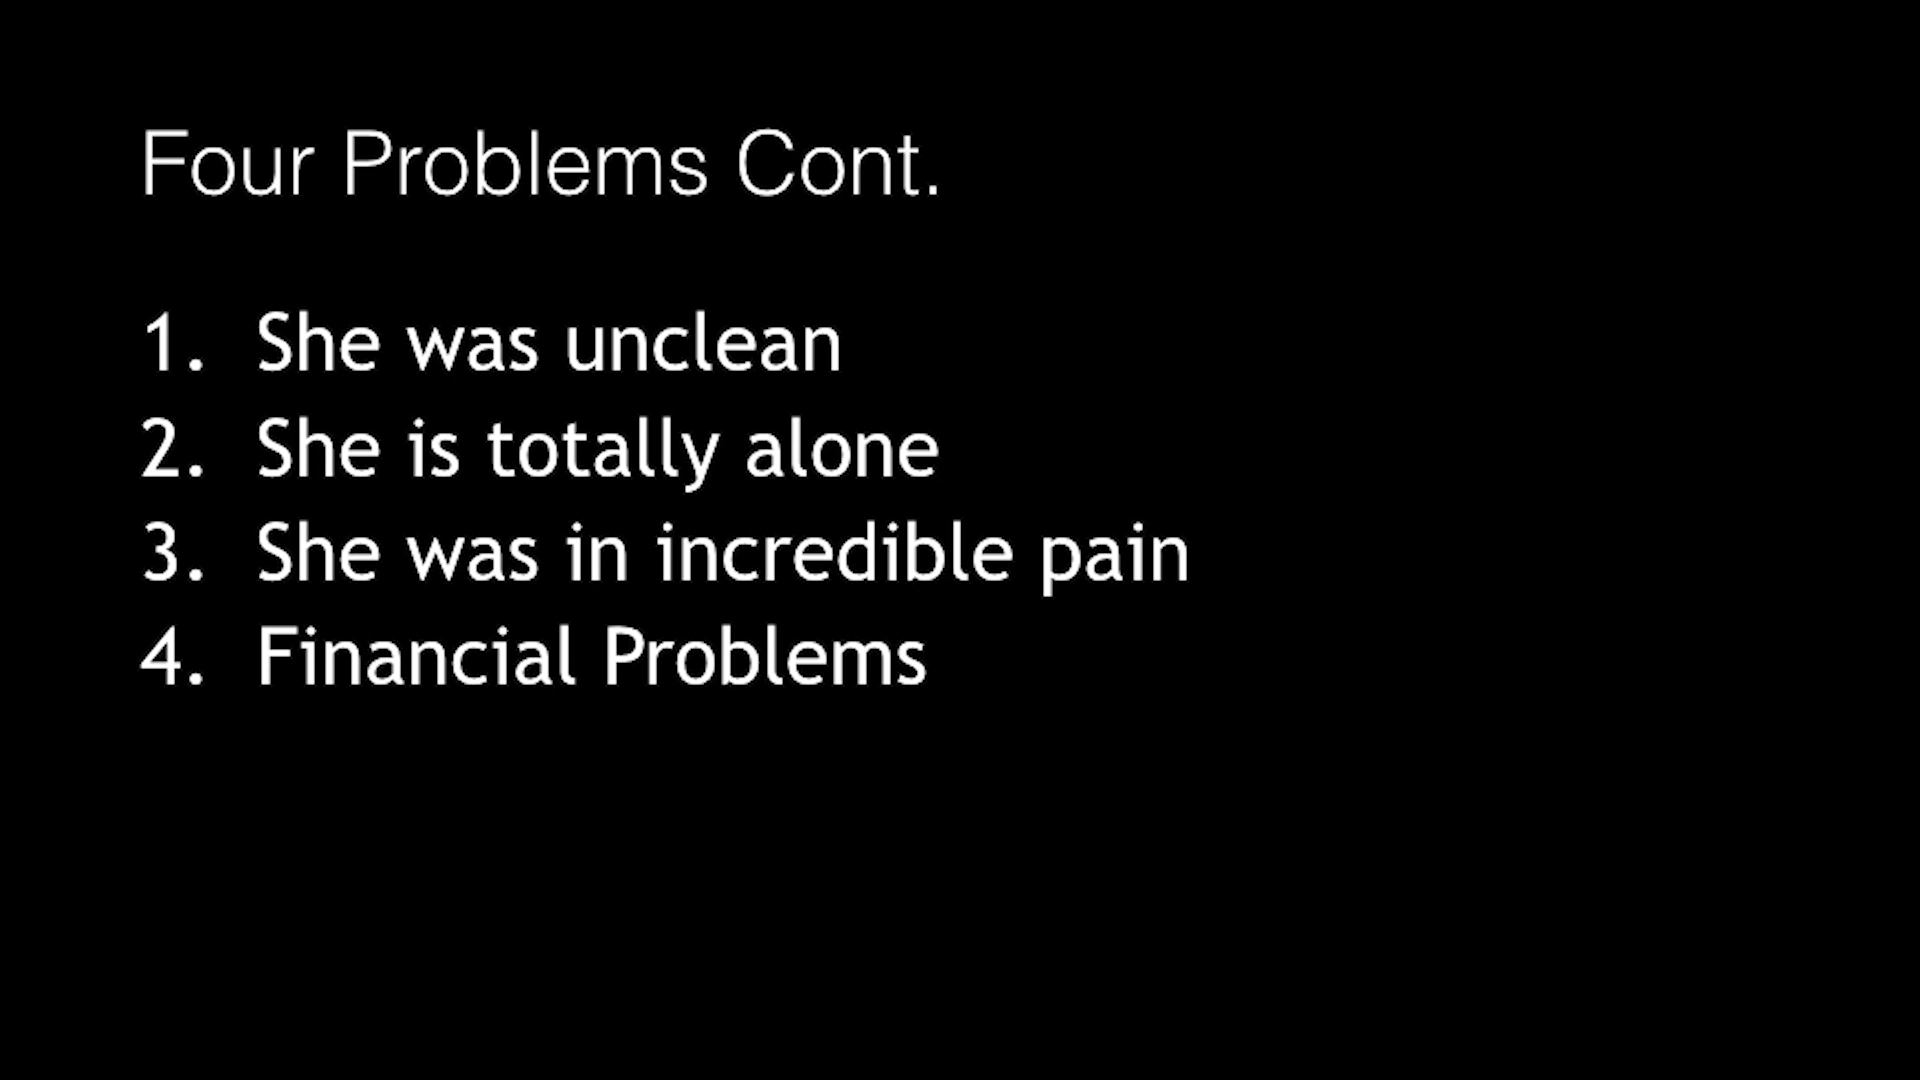 Four Problems Cont.
1. She was unclean
2. She is totally alone
3. She was in incredible pain
4. Financial Problems